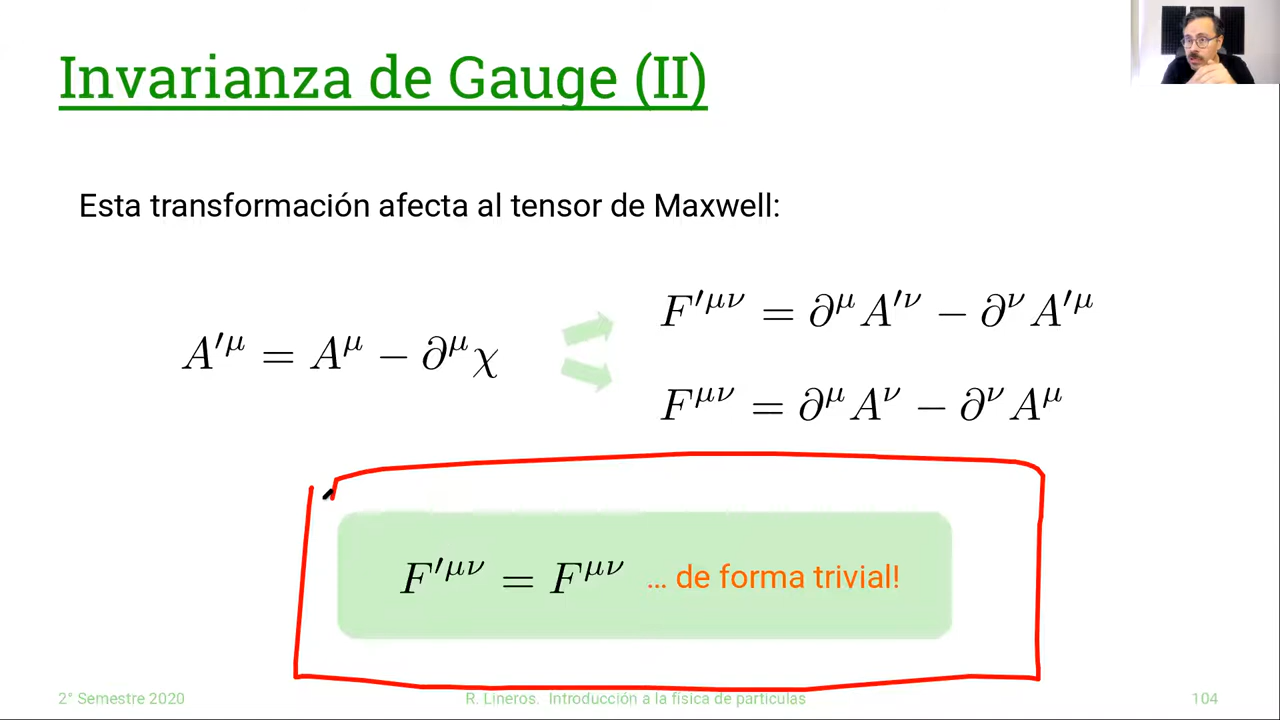 Invarianza de Gauge (II)
Esta transformación afecta al tensor de Maxwell:
F′^{μν} = ∂^μ A′^ν − ∂^ν A′^μ
A′^μ = A^μ − ∂^μ χ
F^{μν} = ∂^μ A^ν − ∂^ν A^μ
F′^{μν} = F^{μν} ... de forma trivial!
2° Semestre 2020 R. Lineros. Introducción a la física de particulas 104